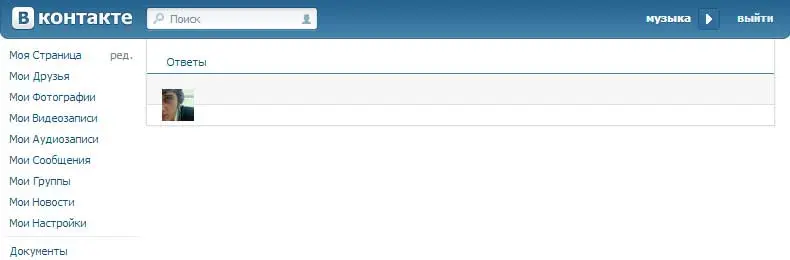 В контакте
Поиск
музыка
выйти
Моя Страница ред.
Мои Друзья
Мои Фотографии
Мои Видеозаписи
Мои Аудиозаписи
Мои Сообщения
Мои Группы
Мои Новости
Мои Настройки
Документы
Ответы